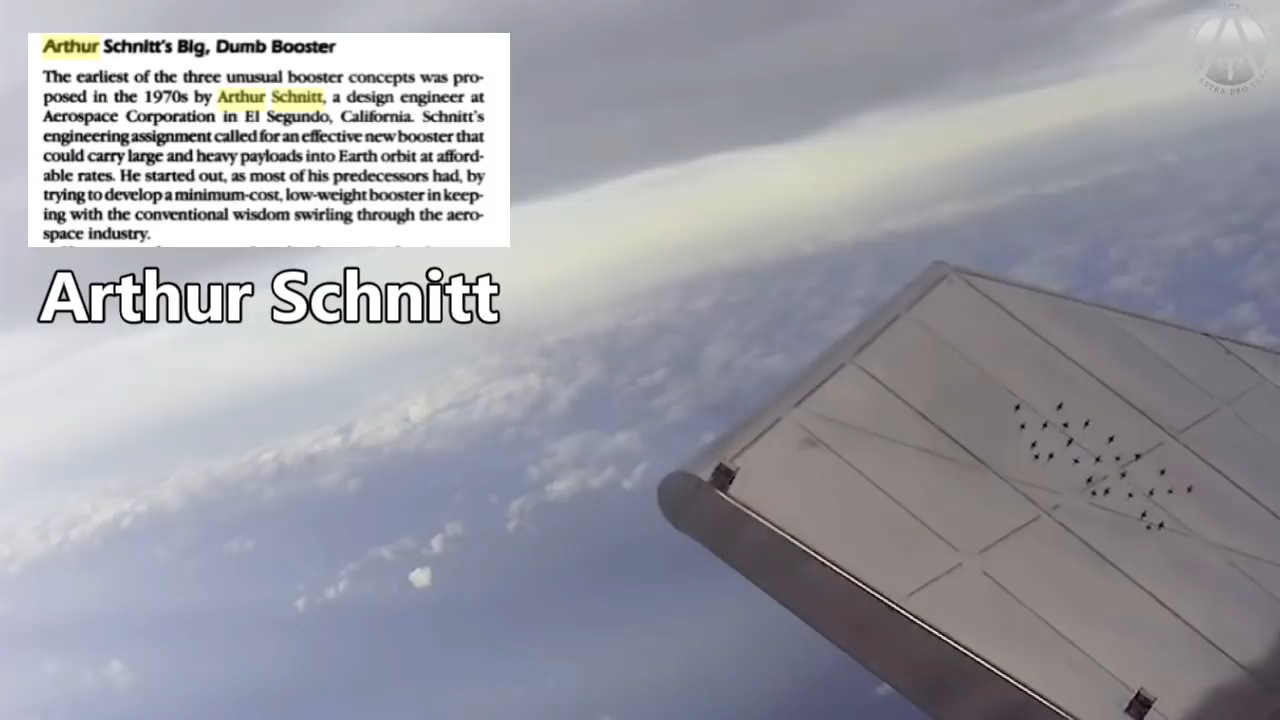 Arthur Schnitt's Big, Dumb Booster
The earliest of the three unusual booster concepts was pro-
posed in the 1970s by Arthur Schnitt, a design engineer at
Aerospace Corporation in El Segundo, California. Schnitt's
engineering assignment called for an effective new booster that
could carry large and heavy payloads into Earth orbit at afford-
able rates. He started out, as most of his predecessors had, by
trying to develop a minimum-cost, low-weight booster in keep-
ing with the conventional wisdom swirling through the aero-
space industry.
Arthur Schnitt